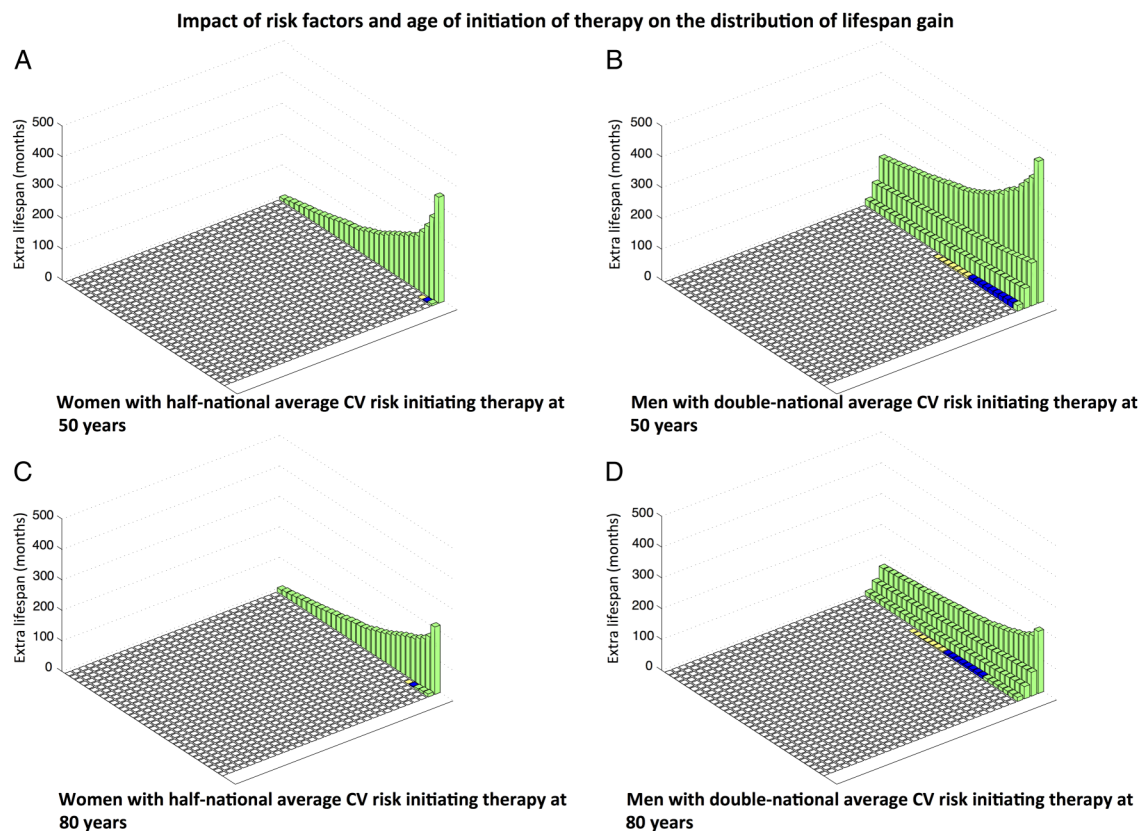 Impact of risk factors and age of initiation of therapy on the distribution of lifespan gain
A
B
Extra lifespan (months)
500
400
300
200
100
0
Extra lifespan (months)
500
400
300
200
100
0
Women with half-national average CV risk initiating therapy at
50 years
Men with double-national average CV risk initiating therapy at
50 years
C
D
Extra lifespan (months)
500
400
300
200
100
0
Extra lifespan (months)
500
400
300
200
100
0
Women with half-national average CV risk initiating therapy at
80 years
Men with double-national average CV risk initiating therapy at
80 years